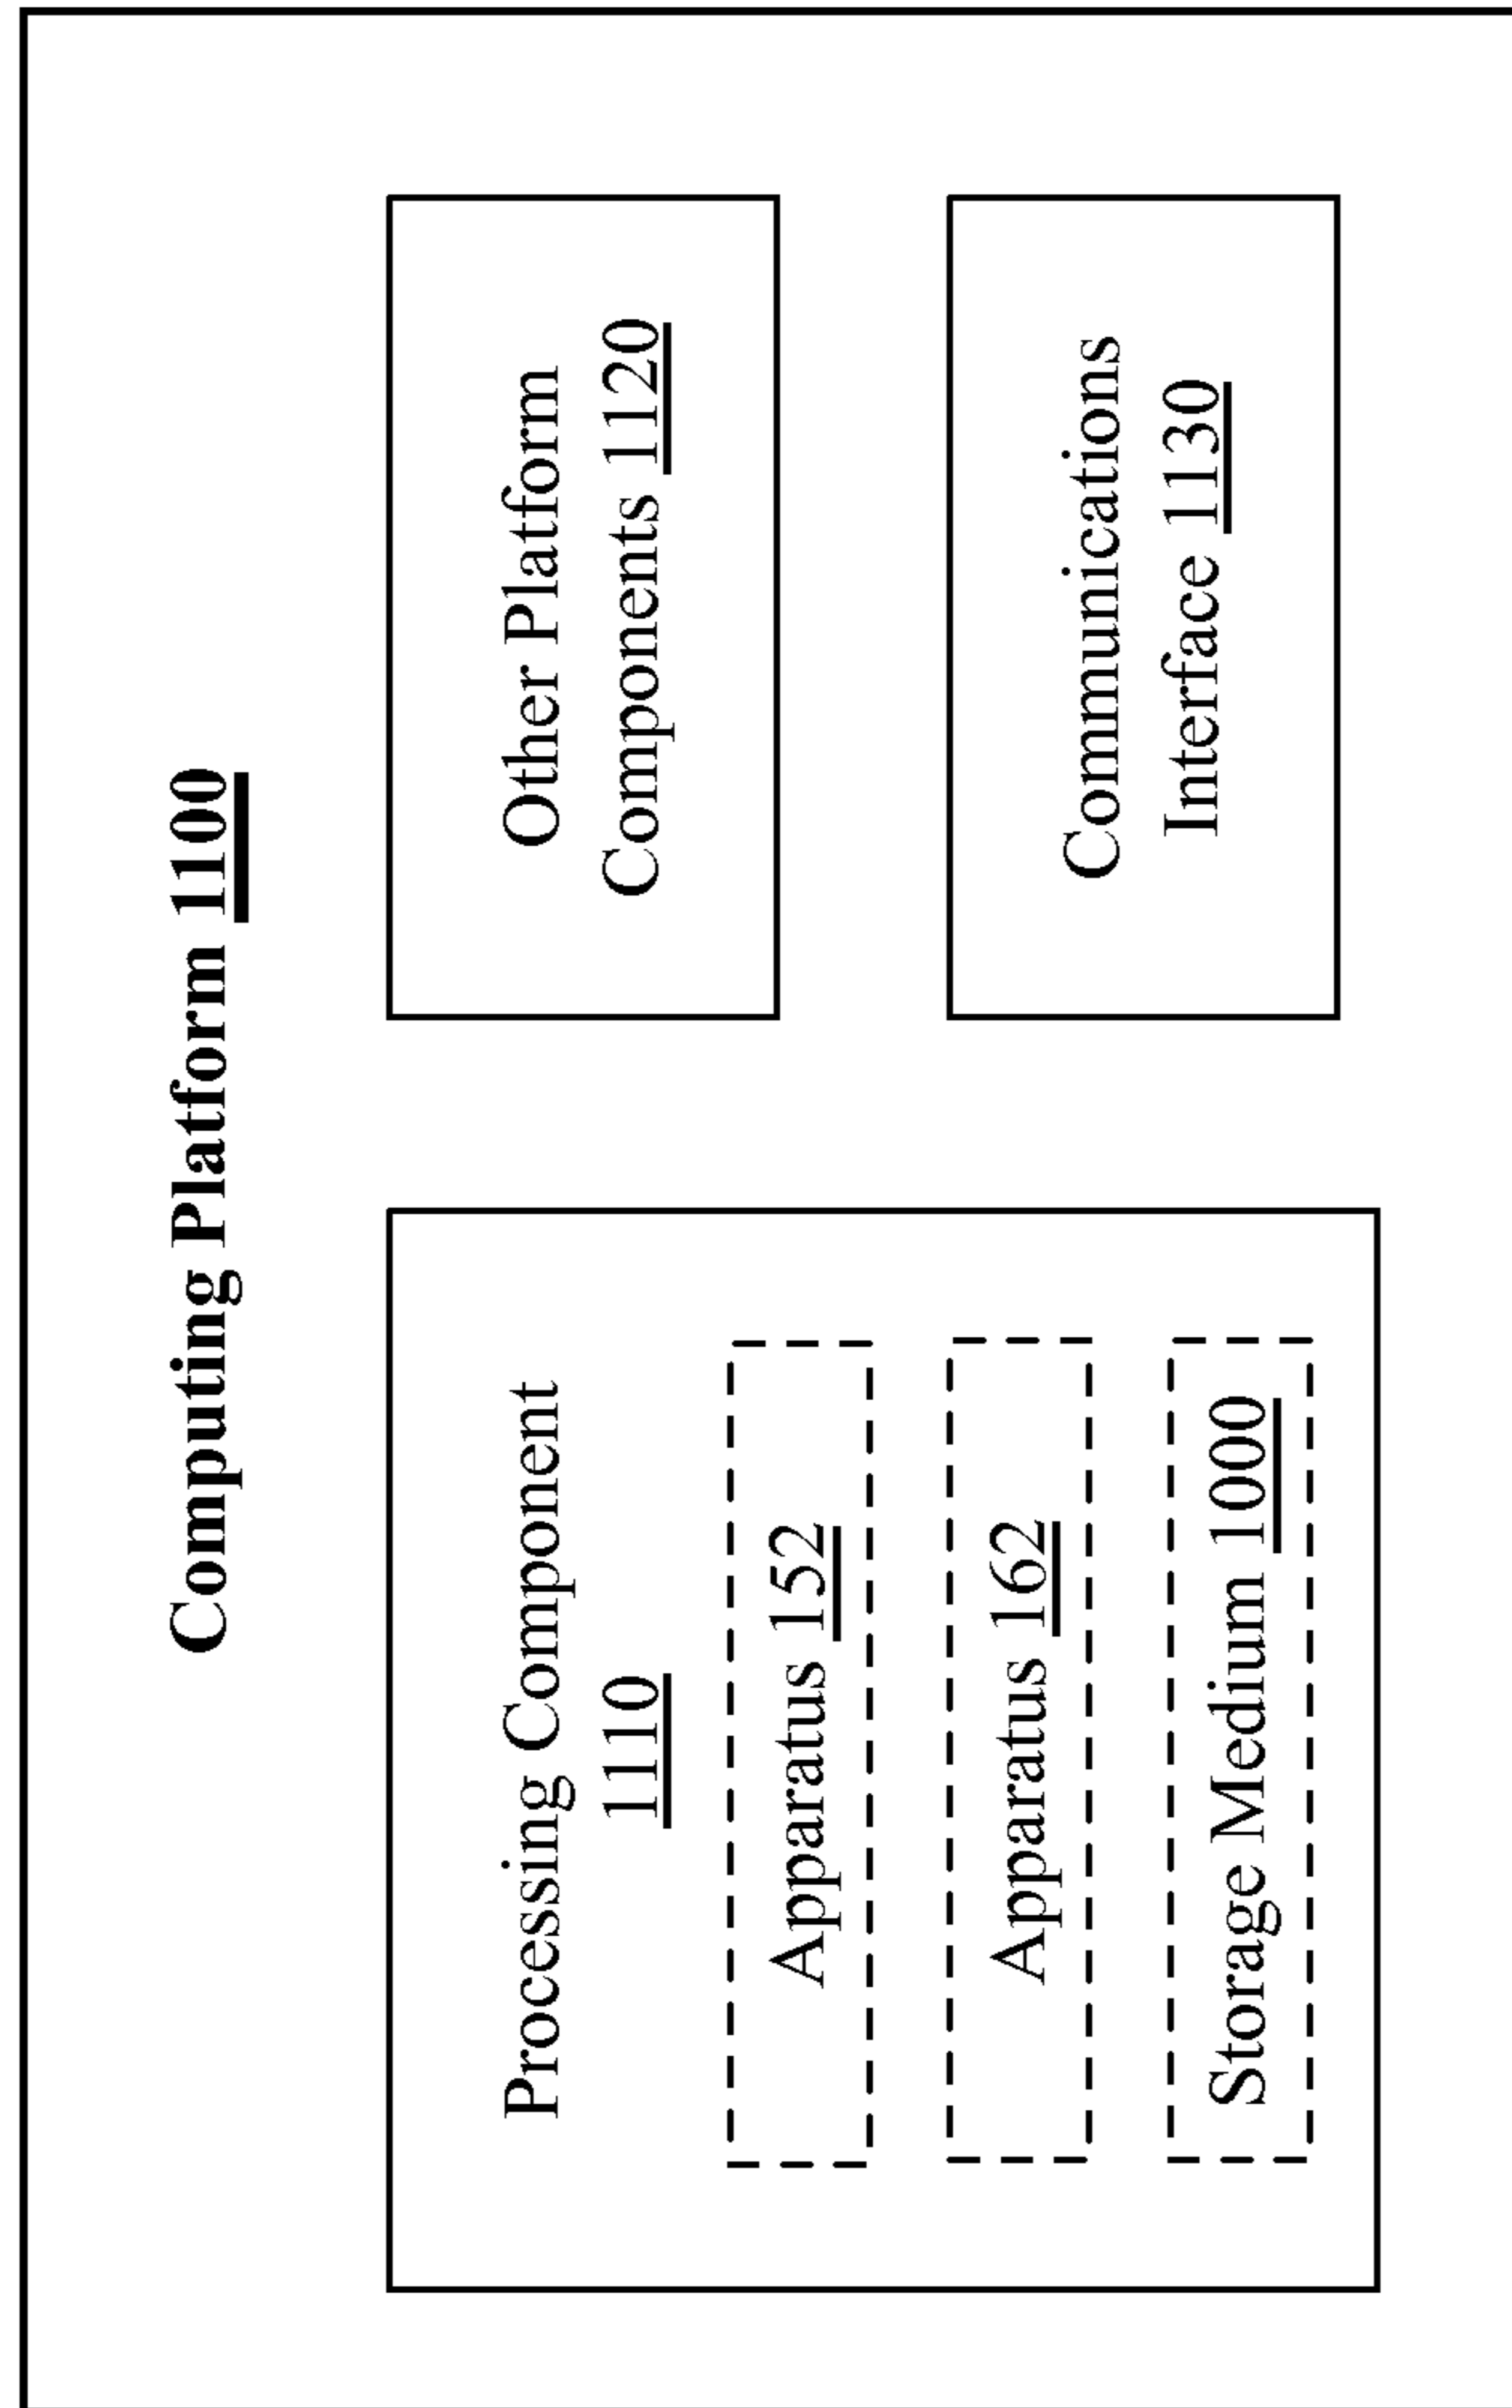 Computing Platform 1100
Processing Component
1110
Apparatus 152
Apparatus 162
Storage Medium 1000
Other Platform
Components 1120
Communications
Interface 1130